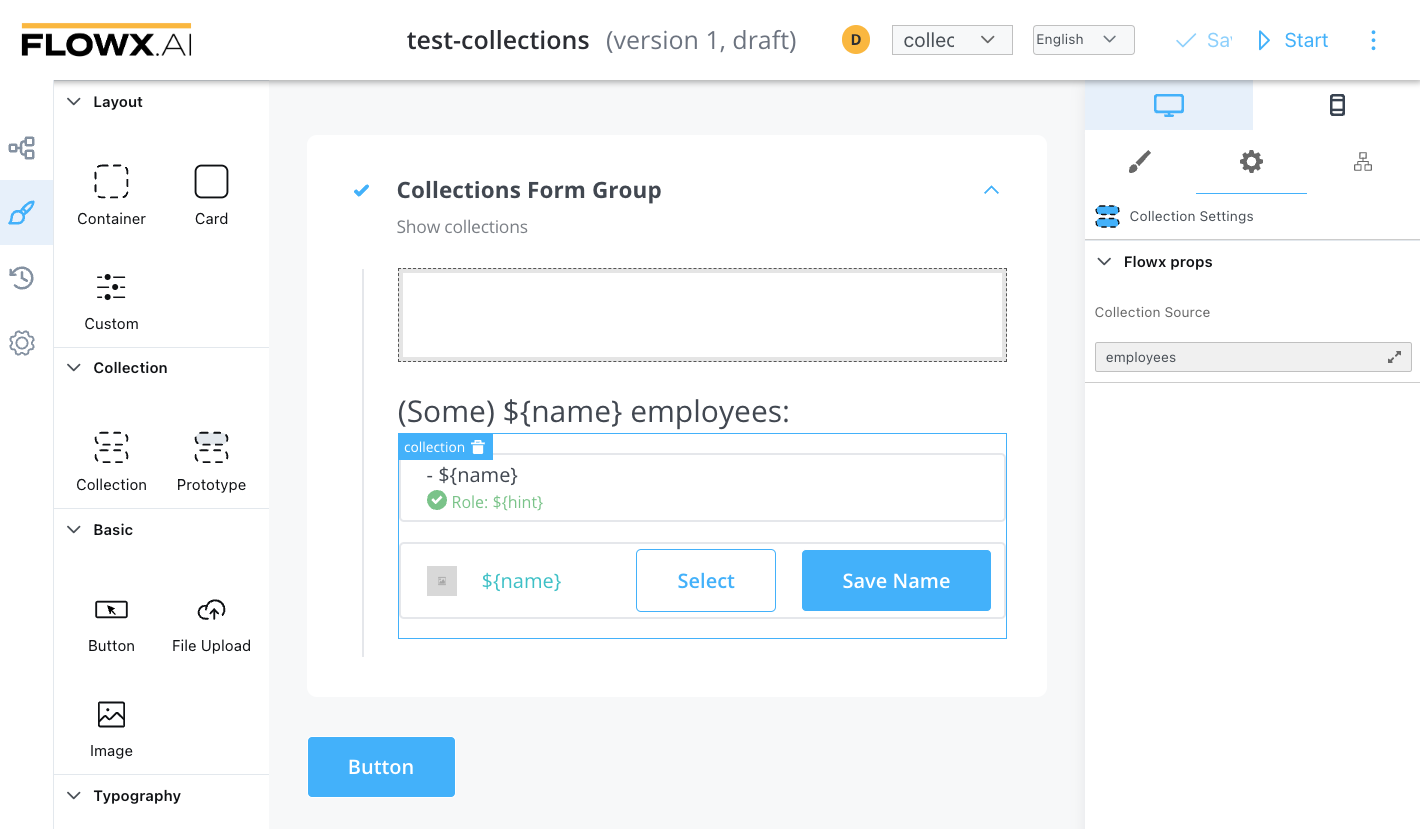 FLOWX.AI
test-collections (version 1, draft)
D
collec
English
Sa
Start
Layout
Container
Card
Custom
Collection
Collection
Prototype
Basic
Button
File Upload
Image
Typography
Collections Form Group
Show collections
(Some) ${name} employees:
collection
- ${name}
Role: ${hint}
${name}
Select
Save Name
Button
Collection Settings
Flowx props
Collection Source
employees